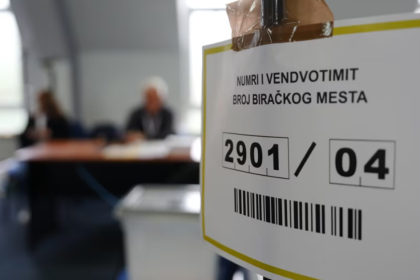 NUMRI I VENDVOTIMIT
BROJ BIRAČKOG MESTA
2901 / 04